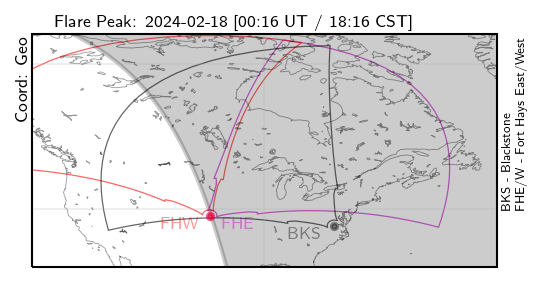 Flare Peak: 2024-02-18 [00:16 UT / 18:16 CST]
Coord: Geo
FHW
FHE
BKS
BKS - Blackstone
FHE/W - Fort Hays East/West